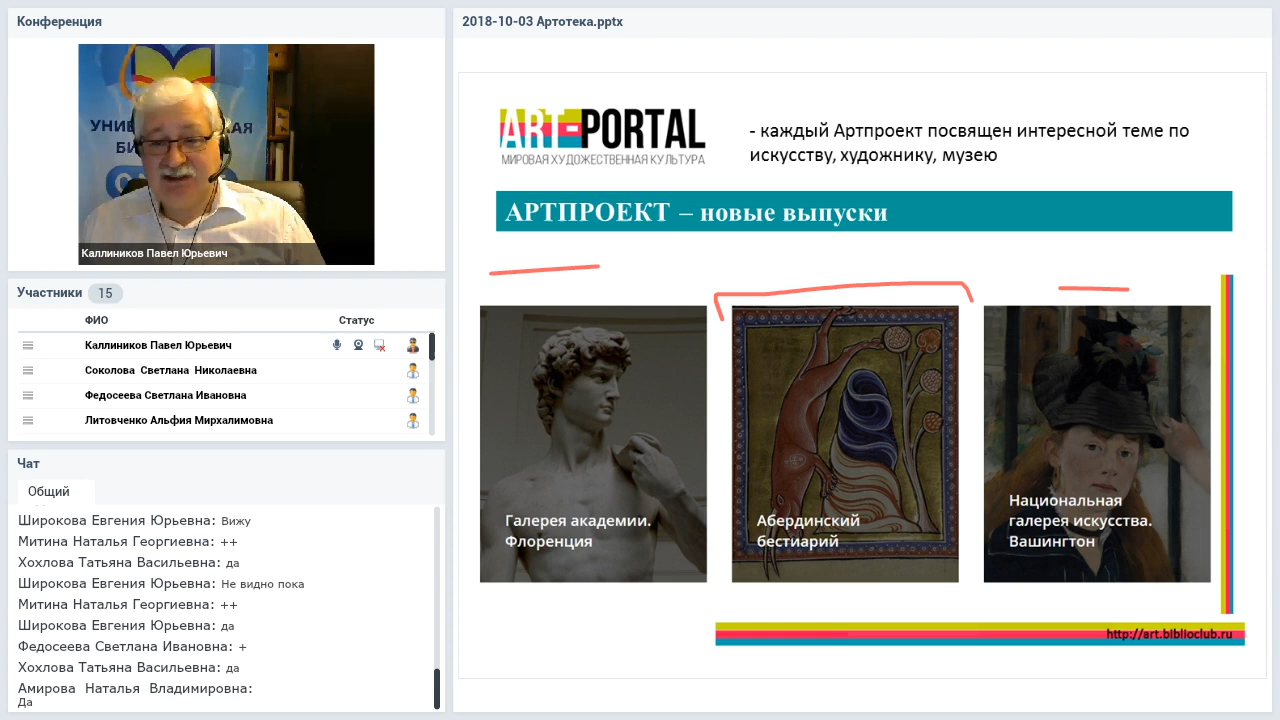 Конференция
УНИВ
СКАЯ
БИ
Каллиников Павел Юрьевич
Участники 15
ФИО Статус
Каллиников Павел Юрьевич
Соколова Светлана Николаевна
Федосеева Светлана Ивановна
Литовченко Альфия Мирхалимовна
Чат
Общий
Широкова Евгения Юрьевна: Вижу
Митина Наталья Георгиевна: ++
Хохлова Татьяна Васильевна: да
Широкова Евгения Юрьевна: Не видно пока
Митина Наталья Георгиевна: ++
Широкова Евгения Юрьевна: да
Федосеева Светлана Ивановна: +
Хохлова Татьяна Васильевна: да
Амирова Наталья Владимировна:
Да
2018-10-03 Артотека.pptx
ART-PORTAL
МИРОВАЯ ХУДОЖЕСТВЕННАЯ КУЛЬТУРА
- каждый Артпроект посвящен интересной теме по
искусству, художнику, музею
АРТПРОЕКТ – новые выпуски
Галерея академии.
Флоренция
Абердинский
бестиарий
Национальная
галерея искусства.
Вашингтон
http://art.biblioclub.ru